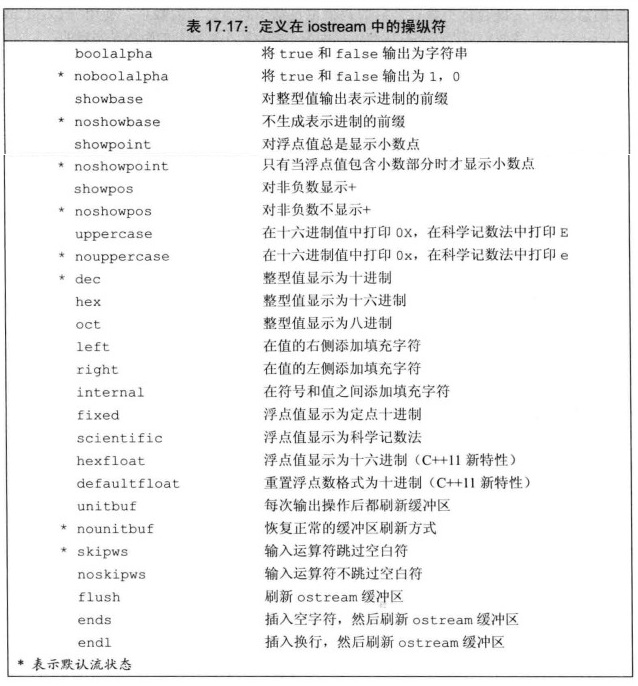 表 17.17：定义在 iostream 中的操纵符
boolalpha 将 true 和 false 输出为字符串
* noboolalpha 将 true 和 false 输出为 1，0
showbase 对整型值输出表示进制的前缀
* noshowbase 不生成表示进制的前缀
showpoint 对浮点值总是显示小数点
* noshowpoint 只有当浮点值包含小数部分时才显示小数点
showpos 对非负数显示+
* noshowpos 对非负数不显示+
uppercase 在十六进制值中打印 0X，在科学记数法中打印 E
* nouppercase 在十六进制值中打印 0x，在科学记数法中打印 e
* dec 整型值显示为十进制
hex 整型值显示为十六进制
oct 整型值显示为八进制
left 在值的右侧添加填充字符
right 在值的左侧添加填充字符
internal 在符号和值之间添加填充字符
fixed 浮点值显示为定点十进制
scientific 浮点值显示为科学记数法
hexfloat 浮点值显示为十六进制（C++11 新特性）
defaultfloat 重置浮点数格式为十进制（C++11 新特性）
unitbuf 每次输出操作后都刷新缓冲区
* nounitbuf 恢复正常的缓冲区刷新方式
* skipws 输入运算符跳过空白符
noskipws 输入运算符不跳过空白符
flush 刷新 ostream 缓冲区
ends 插入空字符，然后刷新 ostream 缓冲区
endl 插入换行，然后刷新 ostream 缓冲区
* 表示默认流状态